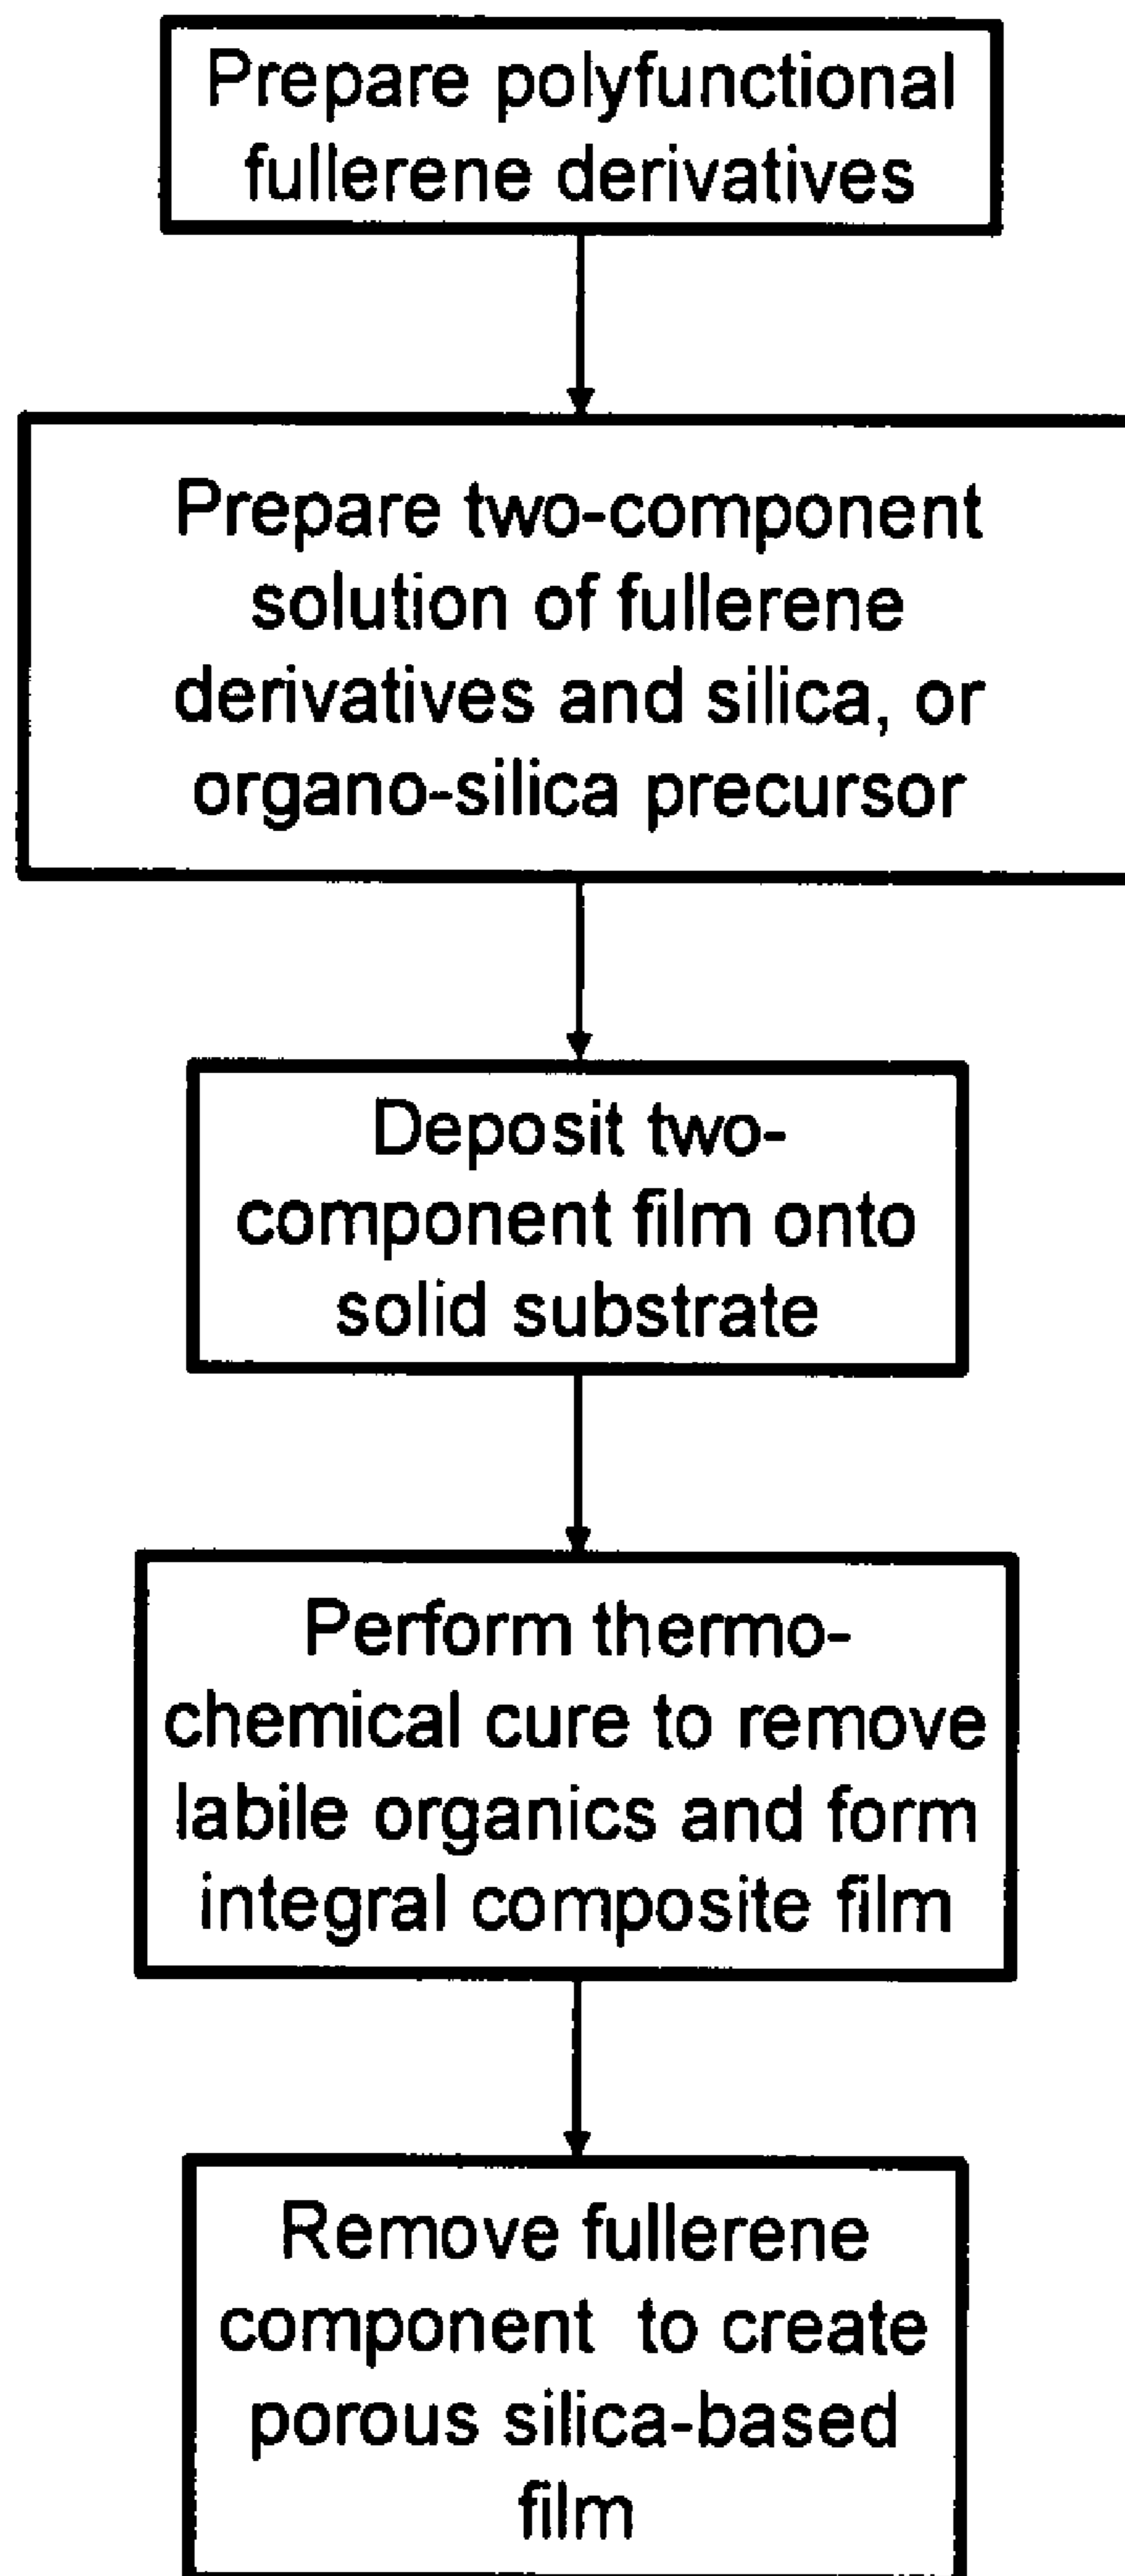 Prepare polyfunctional
fullerene derivatives
Prepare two-component
solution of fullerene
derivatives and silica, or
organo-silica precursor
Deposit two-
component film onto
solid substrate
Perform thermo-
chemical cure to remove
labile organics and form
integral composite film
Remove fullerene
component to create
porous silica-based
film